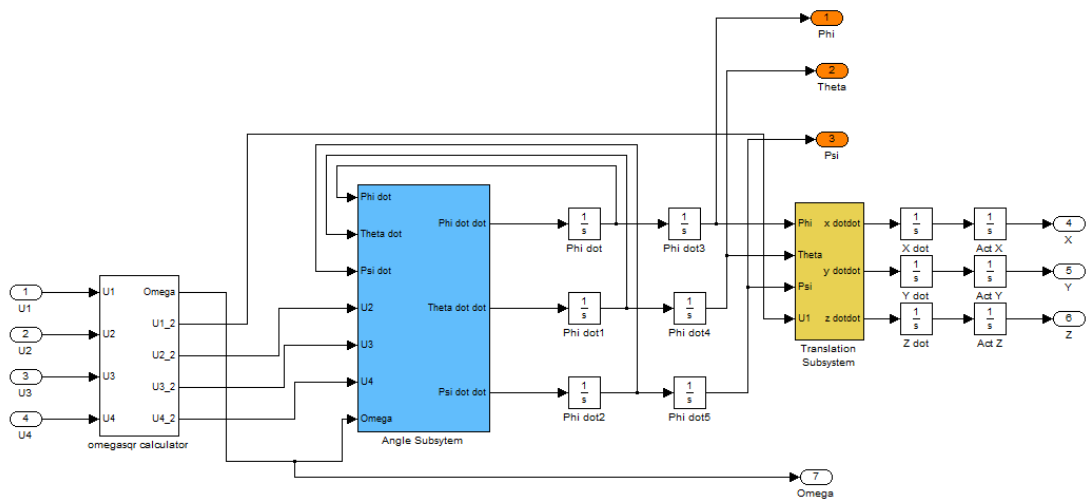 1
Phi
2
Theta
3
Psi
1
U1
2
U2
3
U3
4
U4
U1
U2
U3
U4
Omega
U1_2
U2_2
U3_2
U4_2
omegasqr calculator
Phi dot
Theta dot
Psi dot
U2
U3
U4
Omega
Phi dot dot
Theta dot dot
Psi dot dot
Angle Subsytem
1
s
Phi dot
1
s
Phi dot3
1
s
Phi dot1
1
s
Phi dot4
1
s
Phi dot2
1
s
Phi dot5
Phi
Theta
Psi
U1
x dotdot
y dotdot
z dotdot
Translation
Subsystem
1
s
X dot
1
s
Act X
4
X
1
s
Y dot
1
s
Act Y
5
Y
1
s
Z dot
1
s
Act Z
6
Z
7
Omega